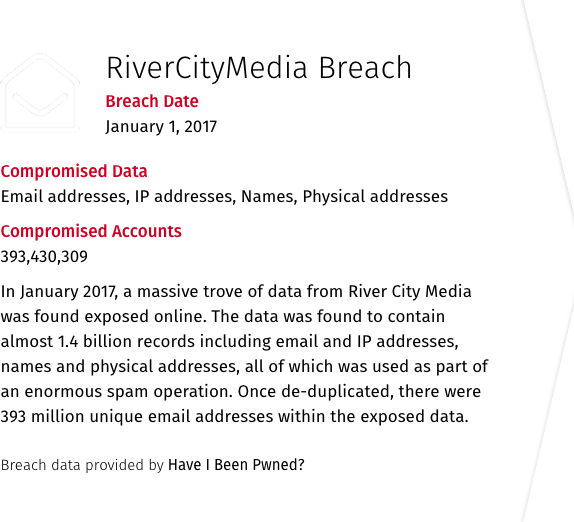 RiverCityMedia Breach
Breach Date
January 1, 2017
Compromised Data
Email addresses, IP addresses, Names, Physical addresses
Compromised Accounts
393,430,309
In January 2017, a massive trove of data from River City Media
was found exposed online. The data was found to contain
almost 1.4 billion records including email and IP addresses,
names and physical addresses, all of which was used as part of
an enormous spam operation. Once de-duplicated, there were
393 million unique email addresses within the exposed data.
Breach data provided by Have I Been Pwned?